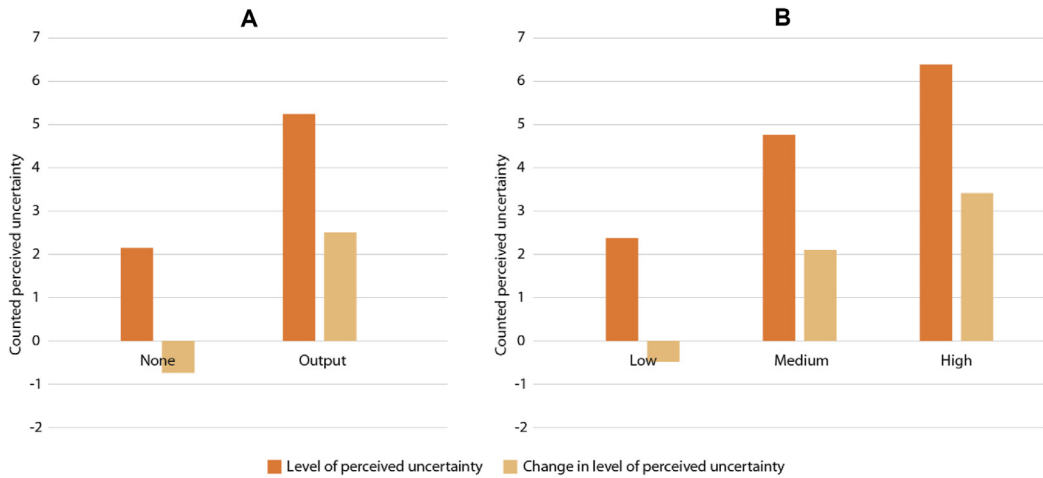 A
7
6
5
4
3
2
1
0
-1
-2
Counted perceived uncertainty
None
Output
B
7
6
5
4
3
2
1
0
-1
-2
Counted perceived uncertainty
Low
Medium
High
Level of perceived uncertainty
Change in level of perceived uncertainty